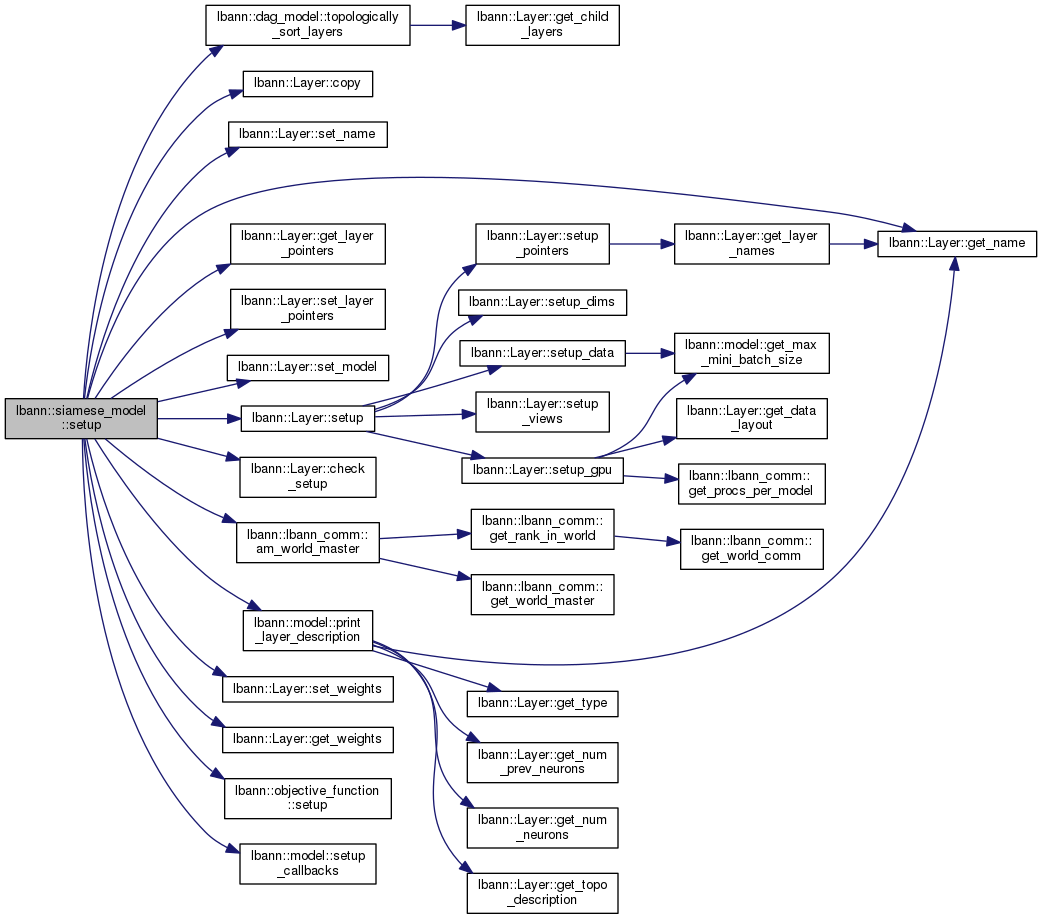 lbann::siamese_model
::setup
lbann::dag_model::topologically
_sort_layers
lbann::Layer::get_child
_layers
lbann::Layer::copy
lbann::Layer::set_name
lbann::Layer::get_name
lbann::Layer::get_layer
_pointers
lbann::Layer::set_layer
_pointers
lbann::Layer::set_model
lbann::Layer::setup
lbann::Layer::setup
_pointers
lbann::Layer::get_layer
_names
lbann::Layer::setup_dims
lbann::Layer::setup_data
lbann::model::get_max
_mini_batch_size
lbann::Layer::setup
_views
lbann::Layer::setup_gpu
lbann::Layer::get_data
_layout
lbann::lbann_comm::
get_procs_per_model
lbann::Layer::check
_setup
lbann::lbann_comm::
am_world_master
lbann::lbann_comm::
get_rank_in_world
lbann::lbann_comm::
get_world_comm
lbann::lbann_comm::
get_world_master
lbann::model::print
_layer_description
lbann::Layer::get_type
lbann::Layer::get_num
_prev_neurons
lbann::Layer::get_num
_neurons
lbann::Layer::get_topo
_description
lbann::Layer::set_weights
lbann::Layer::get_weights
lbann::objective_function
::setup
lbann::model::setup
_callbacks